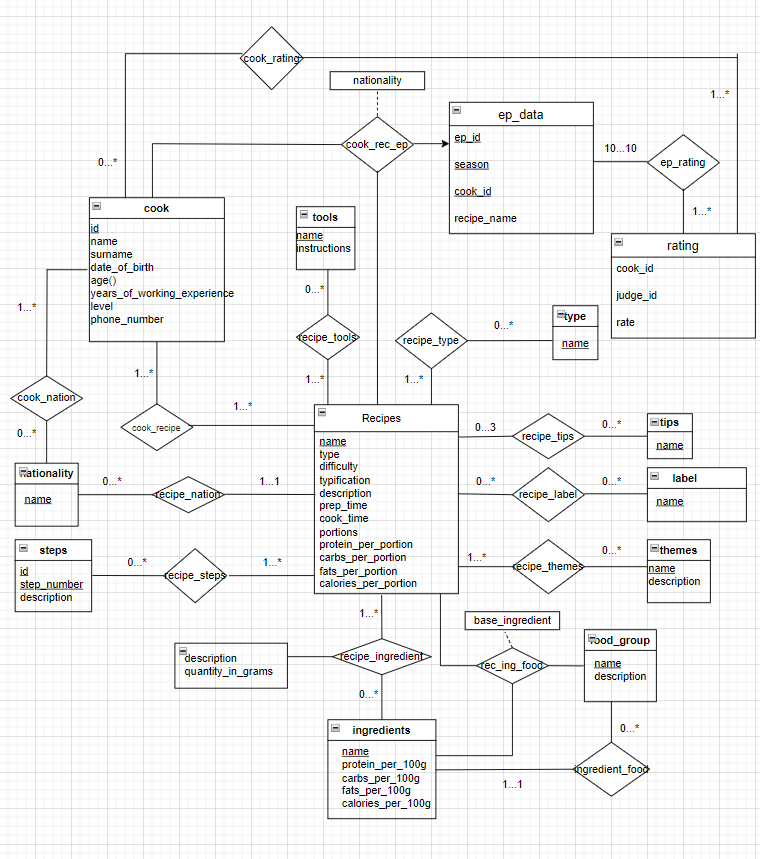 cook_rating
nationality
1...*
cook_rec_ep
ep_data
ep_id
season
cook_id
recipe_name
10...10
ep_rating
0...*
1...*
cook
id
name
surname
date_of_birth
age()
years_of_working_experience
level
phone_number
tools
name
instructions
rating
cook_id
judge_id
rate
0...*
1...*
type
name
0...*
recipe_type
recipe_tools
1...*
1...*
1...*
cook_nation
0...*
cook_recipe
1...*
Recipes
name
type
difficulty
typification
description
prep_time
cook_time
portions
protein_per_portion
carbs_per_portion
fats_per_portion
calories_per_portion
0...3
recipe_tips
0...*
tips
name
nationality
name
0...*
recipe_nation
1...1
0...*
recipe_label
0...*
label
name
steps
id
step_number
description
0...*
recipe_steps
1...*
1...*
recipe_themes
0...*
themes
name
description
1...*
base_ingredient
description
quantity_in_grams
recipe_ingredient
rec_ing_food
food_group
name
description
0...*
ingredients
name
protein_per_100g
carbs_per_100g
fats_per_100g
calories_per_100g
0...*
ingredient_food
1...1